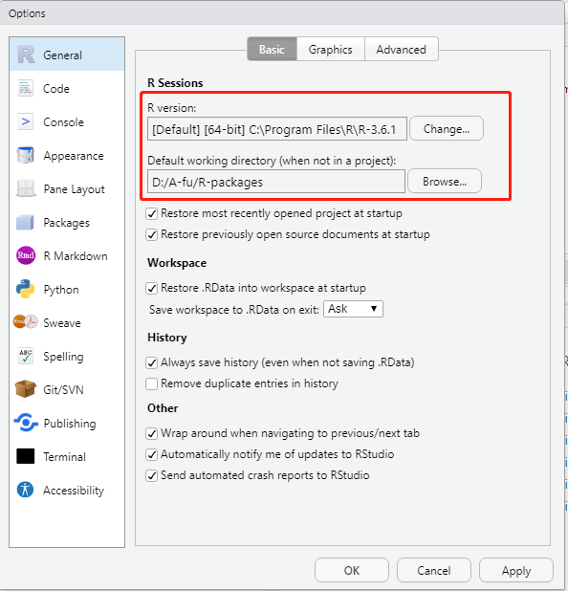 Options
General
Code
Console
Appearance
Pane Layout
Packages
R Markdown
Python
Sweave
Spelling
Git/SVN
Publishing
Terminal
Accessibility
Basic Graphics Advanced
R Sessions
R version:
[Default] [64-bit] C:\Program Files\R\R-3.6.1 Change...
Default working directory (when not in a project):
D:/A-fu/R-packages Browse...
Restore most recently opened project at startup
Restore previously open source documents at startup
Workspace
Restore .RData into workspace at startup
Save workspace to .RData on exit: Ask
History
Always save history (even when not saving .RData)
Remove duplicate entries in history
Other
Wrap around when navigating to previous/next tab
Automatically notify me of updates to RStudio
Send automated crash reports to RStudio
OK Cancel Apply